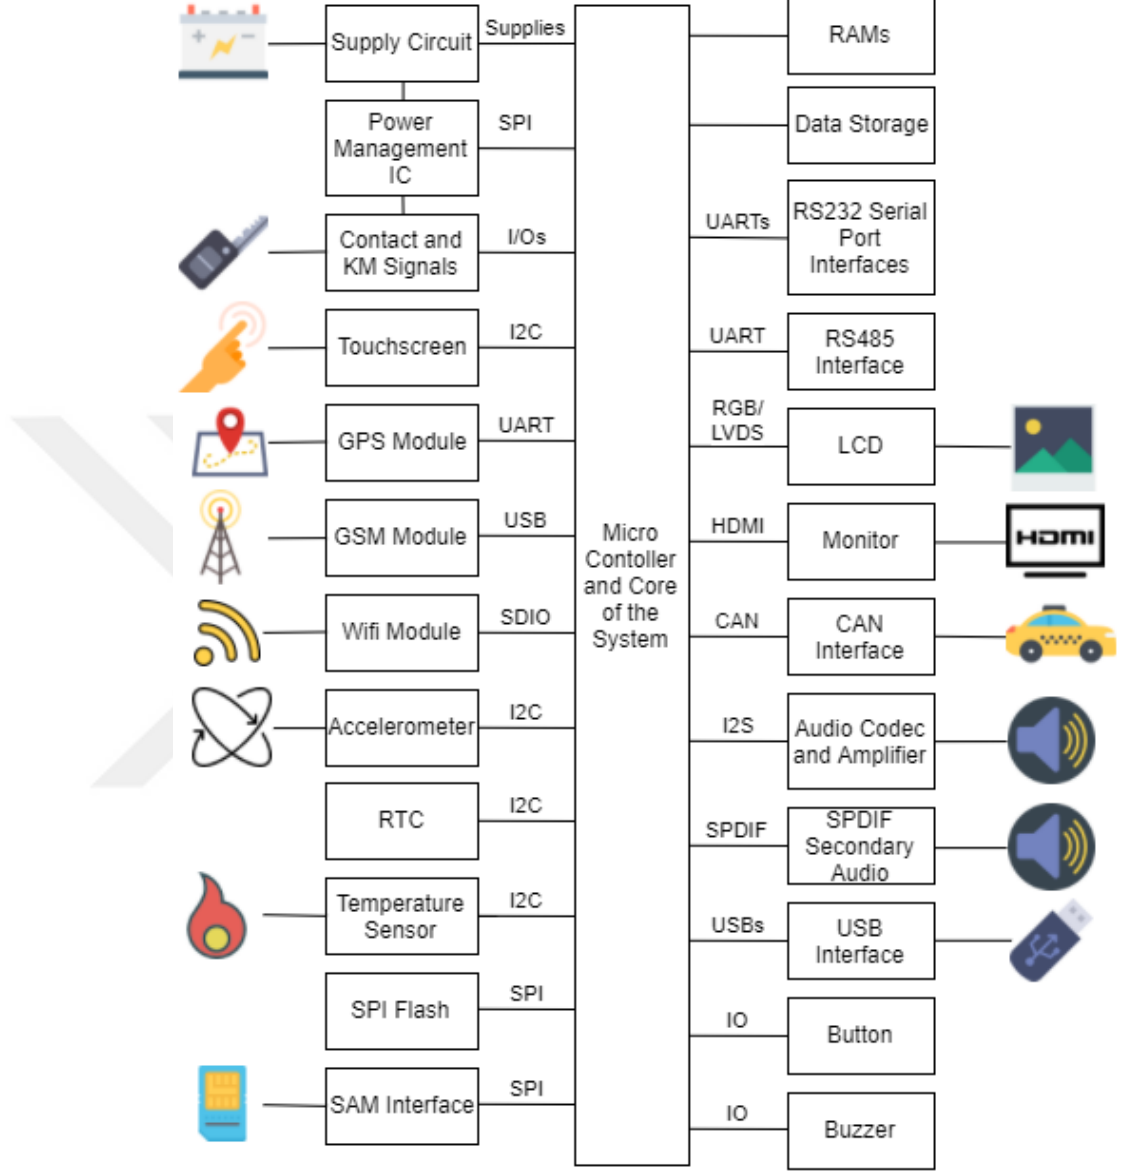 Supply Circuit
Supplies
Power
Management
IC
SPI
Contact and
KM Signals
I/Os
Touchscreen
I2C
GPS Module
UART
GSM Module
USB
Wifi Module
SDIO
Accelerometer
I2C
RTC
I2C
Temperature
Sensor
I2C
SPI Flash
SPI
SAM Interface
SPI
Micro
Contoller
and Core
of the
System
RAMs
Data Storage
UARTs
RS232 Serial
Port
Interfaces
UART
RS485
Interface
RGB/
LVDS
LCD
HDMI
Monitor
HDMI
CAN
CAN
Interface
I2S
Audio Codec
and Amplifier
SPDIF
SPDIF
Secondary
Audio
USBs
USB
Interface
IO
Button
IO
Buzzer